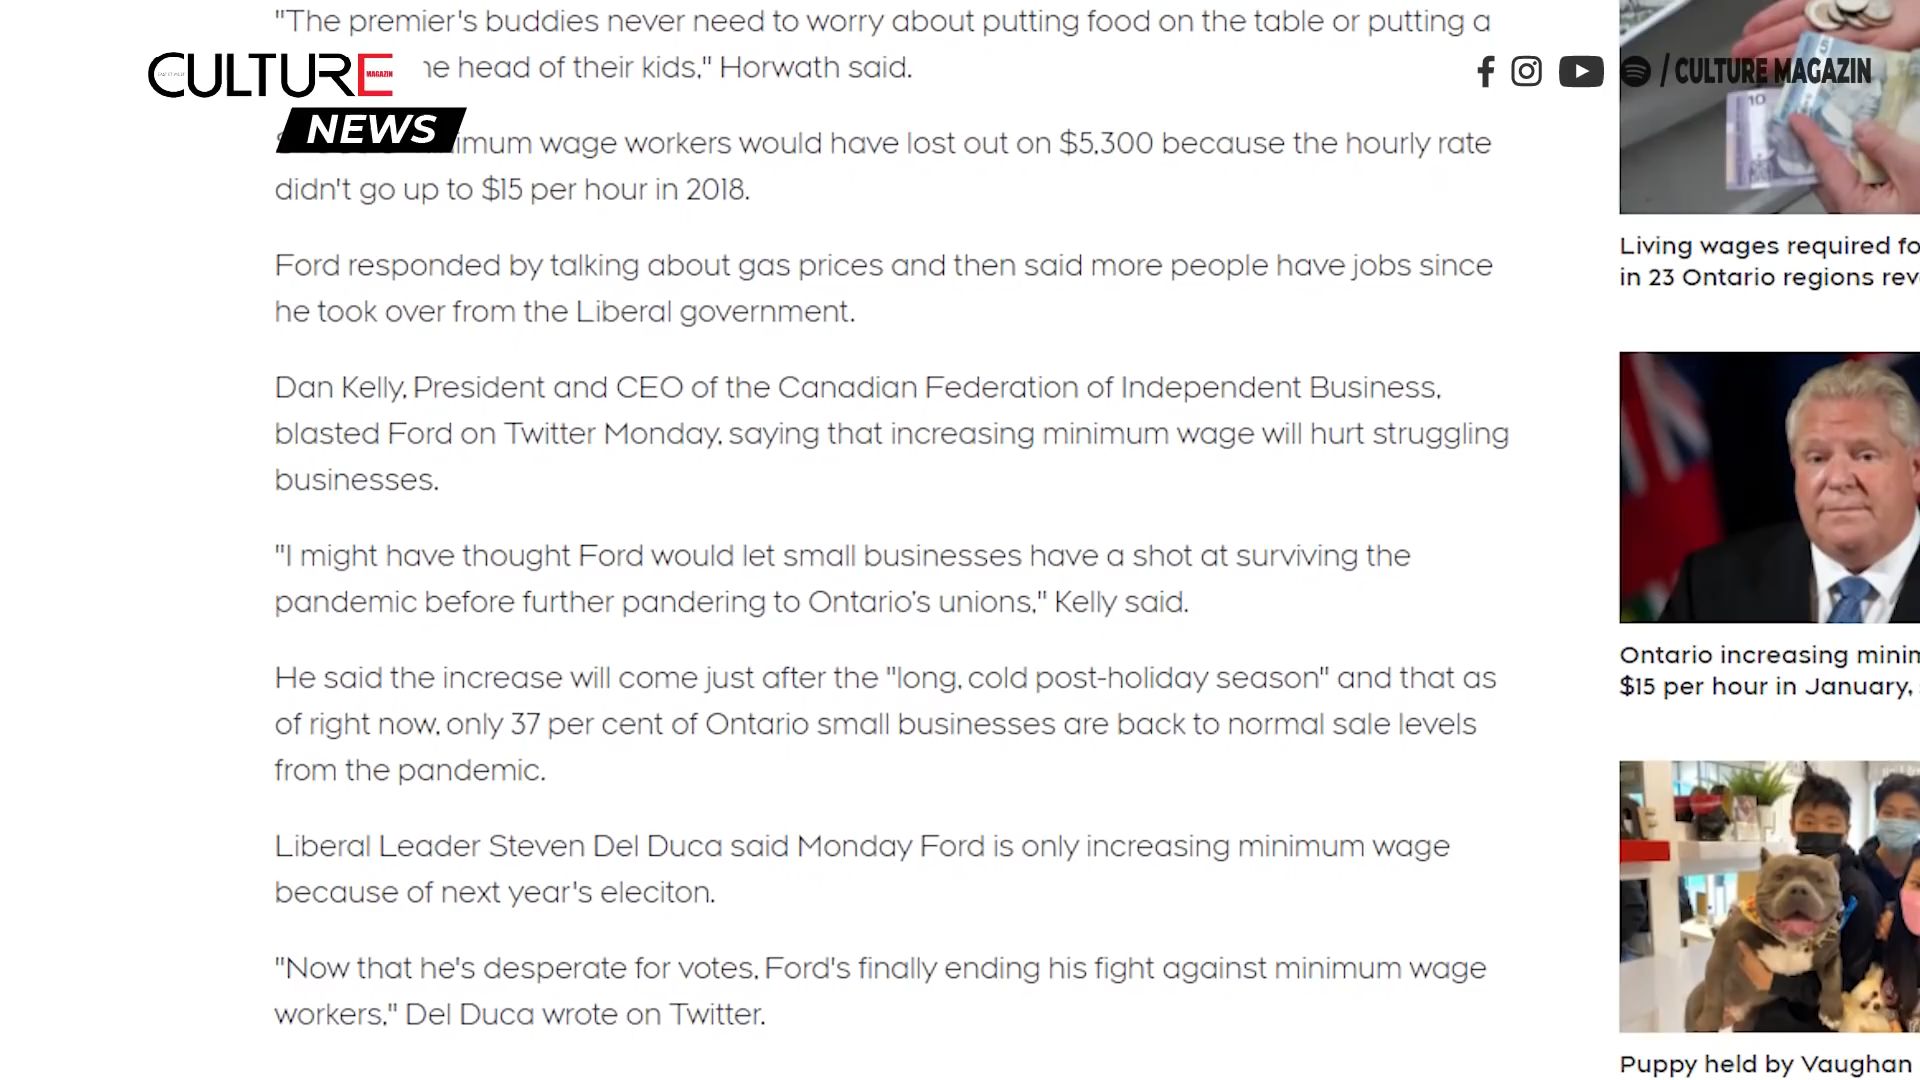 "The premier's buddies never need to worry about putting food on the table or putting a
head of their kids," Horwath said.
CULTURE
MAGAZIN
NEWS
/ CULTURE MAGAZIN
wage workers would have lost out on $5,300 because the hourly rate
didn't go up to $15 per hour in 2018.
Ford responded by talking about gas prices and then said more people have jobs since
he took over from the Liberal government.
Dan Kelly, President and CEO of the Canadian Federation of Independent Business,
blasted Ford on Twitter Monday, saying that increasing minimum wage will hurt struggling
businesses.
"I might have thought Ford would let small businesses have a shot at surviving the
pandemic before further pandering to Ontario's unions," Kelly said.
He said the increase will come just after the "long, cold post-holiday season" and that as
of right now, only 37 per cent of Ontario small businesses are back to normal sale levels
from the pandemic.
Liberal Leader Steven Del Duca said Monday Ford is only increasing minimum wage
because of next year's eleciton.
"Now that he's desperate for votes, Ford's finally ending his fight against minimum wage
workers," Del Duca wrote on Twitter.
10
5
Living wages required fo
in 23 Ontario regions rev
Ontario increasing minim
$15 per hour in January,
Puppy held by Vaughan